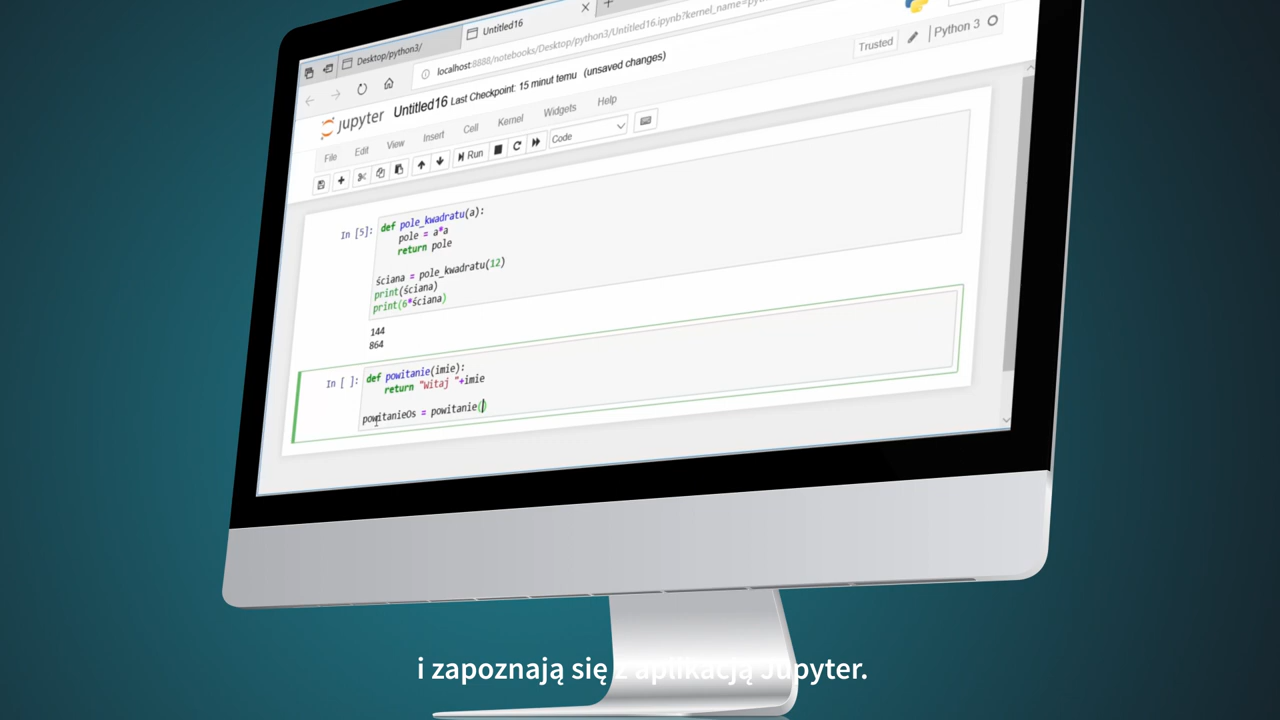 Desktop/python3/
Untitled16
localhost:8888/notebooks/Desktop/python3/Untitled16.ipynb?kernel_name=pyth
jupyter Untitled16 Last Checkpoint: 15 minut temu (unsaved changes)
Trusted Python 3
File Edit View Insert Cell Kernel Widgets Help
Run Code
In [5]: def pole_kwadratu(a):
pole = a*a
return pole
ściana = pole_kwadratu(12)
print(ściana)
print(6*ściana)
144
864
In [ ]: def powitanie(imie):
return "Witaj "+imie
powitanieOs = powitanie()
i zapoznają się z aplikacją Jupyter.